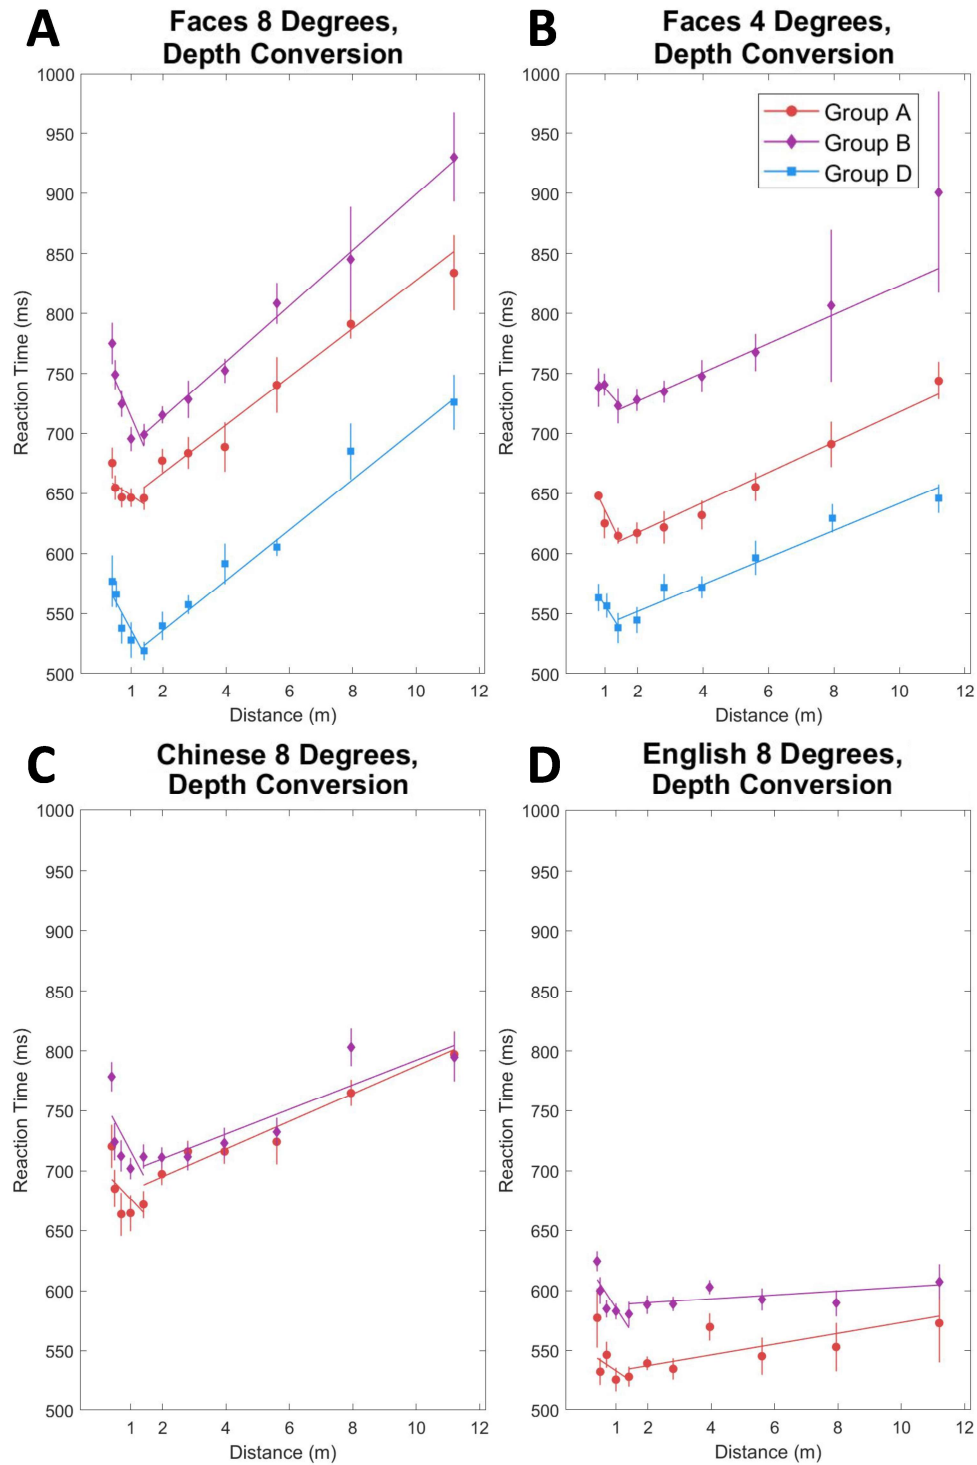 A
Faces 8 Degrees,
Depth Conversion
1000
950
900
850
800
750
700
650
600
550
500
Reaction Time (ms)
1 2 4 6 8 10 12
Distance (m)
B
Faces 4 Degrees,
Depth Conversion
Group A
Group B
Group D
1000
950
900
850
800
750
700
650
600
550
500
Reaction Time (ms)
1 2 4 6 8 10 12
Distance (m)
C
Chinese 8 Degrees,
Depth Conversion
1000
950
900
850
800
750
700
650
600
550
500
Reaction Time (ms)
1 2 4 6 8 10 12
Distance (m)
D
English 8 Degrees,
Depth Conversion
1000
950
900
850
800
750
700
650
600
550
500
Reaction Time (ms)
1 2 4 6 8 10 12
Distance (m)